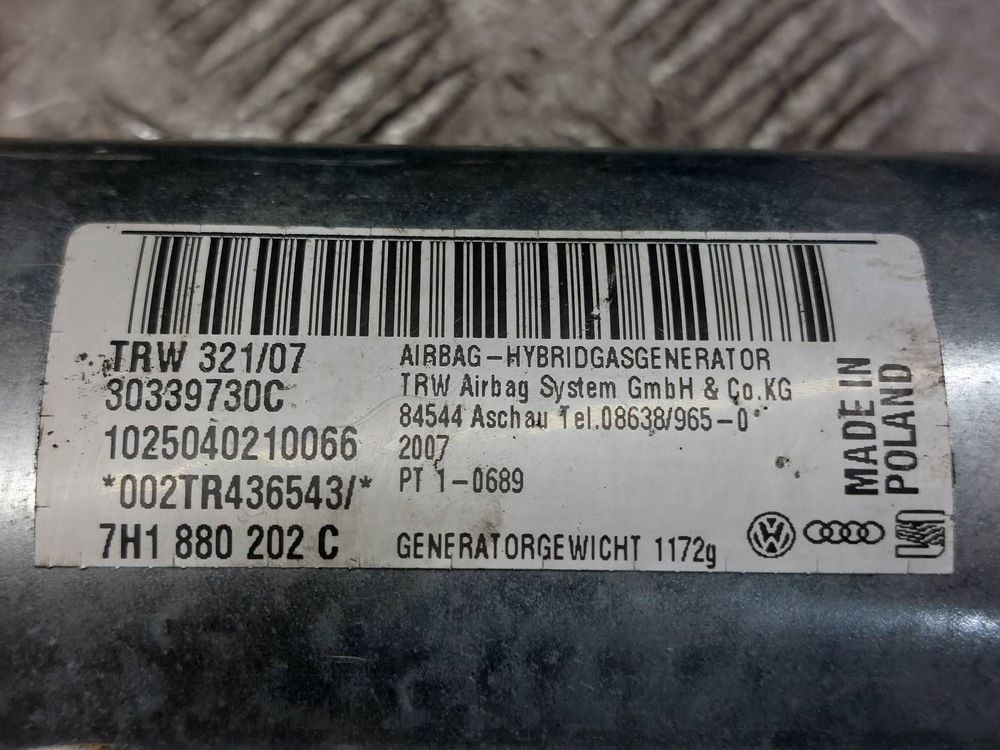 TRW 321/07
30339730C
1025040210066
*002TR436543/*
7H1 880 202 C
AIRBAG-HYBRIDGASGENERATOR
TRW Airbag System GmbH & Co.KG
84544 Aschau Tel.08638/965-0
2007
PT 1-0689
GENERATORGEWICHT 1172g
MADE IN
POLAND